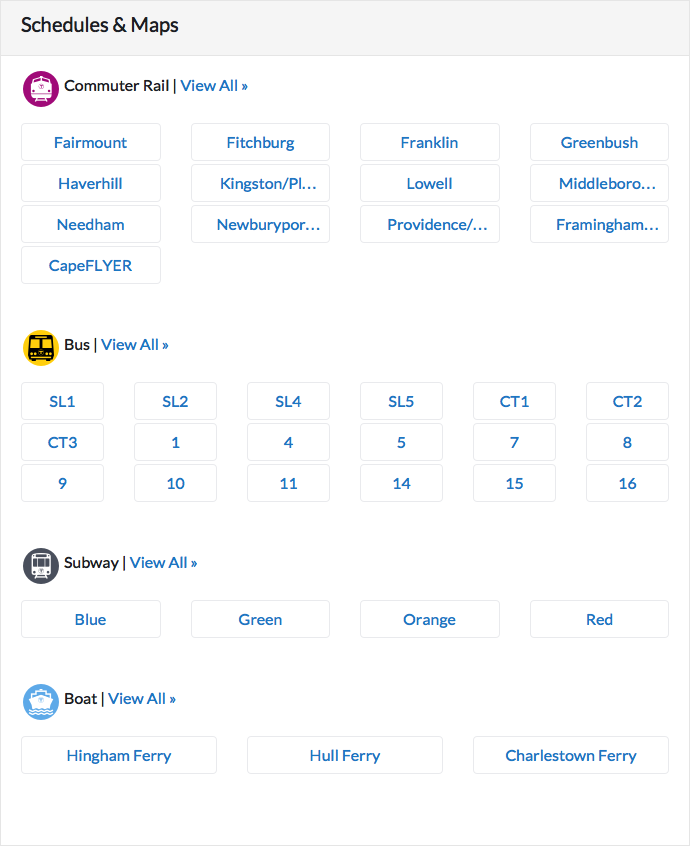 Schedules & Maps
Commuter Rail | View All »
Fairmount Fitchburg Franklin Greenbush
Haverhill Kingston/Pl… Lowell Middleboro…
Needham Newburypor… Providence/… Framingham…
CapeFLYER
Bus | View All »
SL1 SL2 SL4 SL5 CT1 CT2
CT3 1 4 5 7 8
9 10 11 14 15 16
Subway | View All »
Blue Green Orange Red
Boat | View All »
Hingham Ferry Hull Ferry Charlestown Ferry